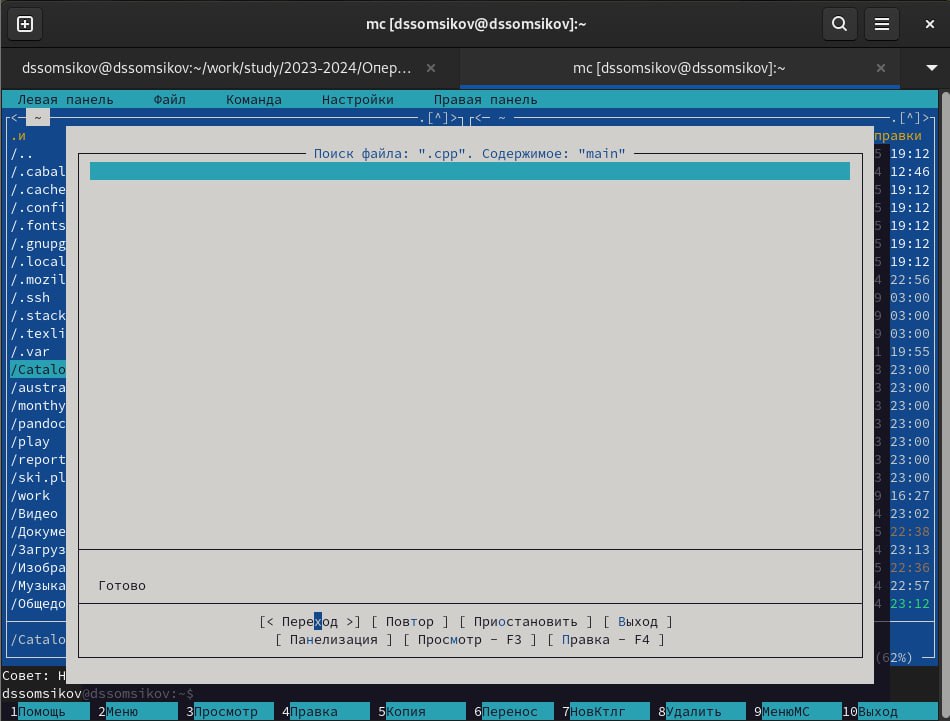 mc [dssomsikov@dssomsikov]:~
dssomsikov@dssomsikov:~/work/study/2023-2024/Опер... ×
mc [dssomsikov@dssomsikov]:~ ×
Левая панель Файл Команда Настройки Правая панель
<─ ~ .[^]> <─ ~ .[^]>
.и правки
/.. 5 19:12
/.cabal 4 12:46
/.cache 5 19:12
/.confi 5 19:12
/.fonts 5 19:12
/.gnupg 5 19:12
/.local 5 19:12
/.mozil 4 22:56
/.ssh 9 03:00
/.stack 9 03:00
/.texli 9 03:00
/.var 1 19:55
/Catalo 3 23:00
/austra 3 23:00
/monthy 3 23:00
/pandoc 3 23:00
/play 3 23:00
/report 3 23:00
/ski.pl 3 23:00
/work 9 16:27
/Видео 4 23:02
/Докуме 5 22:38
/Загруз 4 23:13
/Изобра 5 22:36
/Музыка 4 22:57
/Общедо 4 23:12
Поиск файла: ".cpp". Содержимое: "main"
Готово
[< Переход >] [ Повтор ] [ Приостановить ] [ Выход ]
[ Панелизация ] [ Просмотр - F3 ] [ Правка - F4 ]
/Catalo (62%)
Совет: Н
dssomsikov@dssomsikov:~$
1Помощь 2Меню 3Просмотр 4Правка 5Копия 6Перенос 7НовКтлг 8Удалить 9МенюМС 10Выход